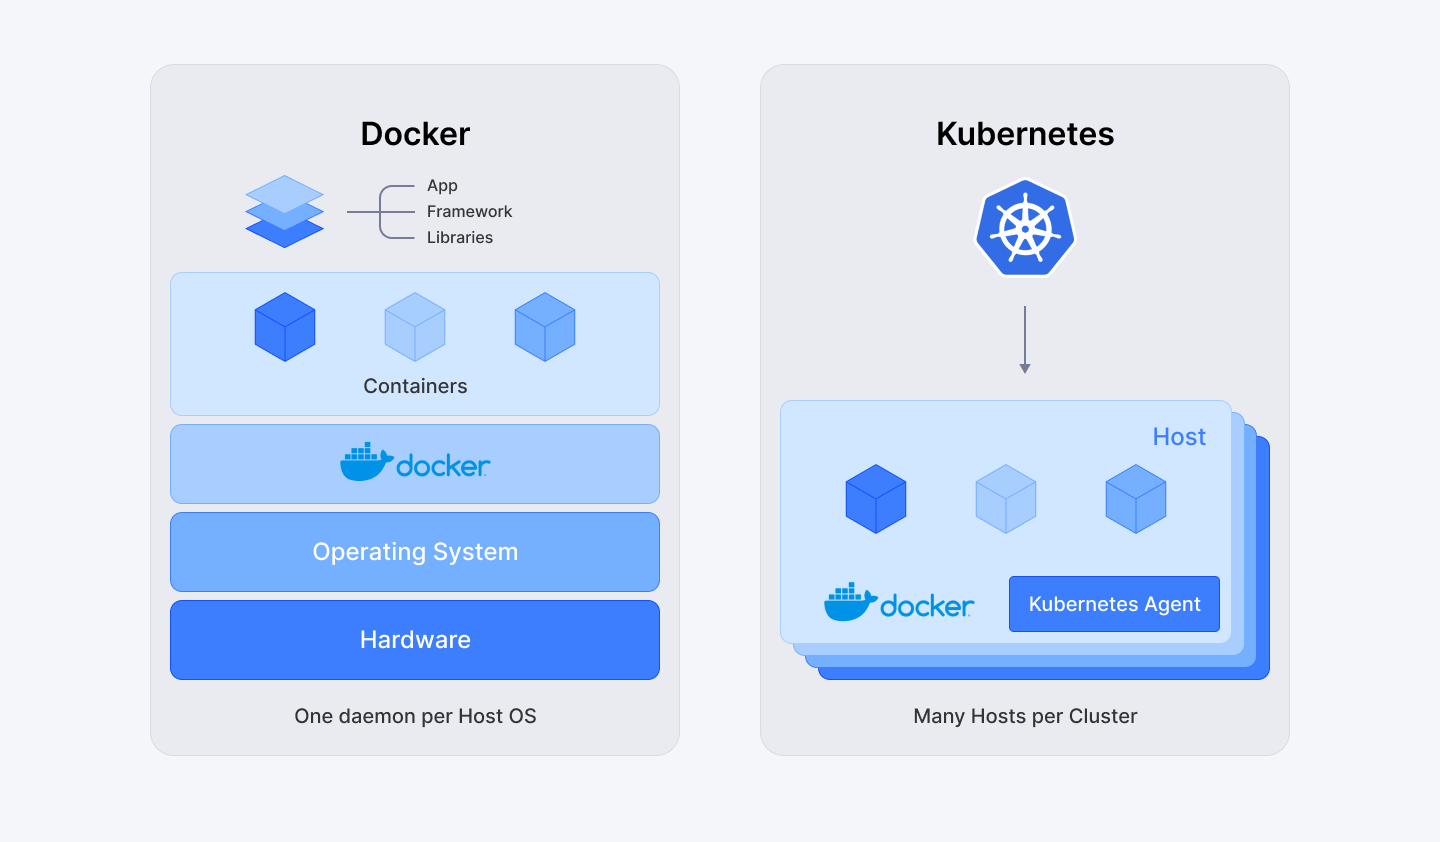 Docker
App
Framework
Libraries
Containers
docker
Operating System
Hardware
One daemon per Host OS
Kubernetes
Host
docker
Kubernetes Agent
Many Hosts per Cluster